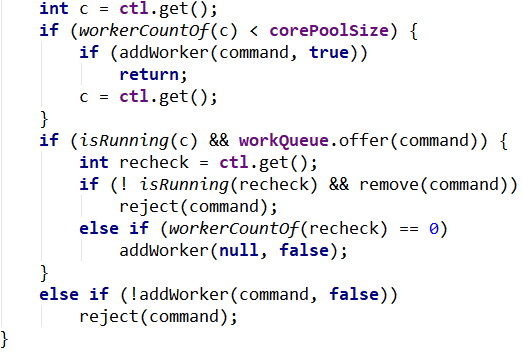 int c = ctl.get();
if (workerCountOf(c) < corePoolSize) {
if (addWorker(command, true))
return;
c = ctl.get();
}
if (isRunning(c) && workQueue.offer(command)) {
int recheck = ctl.get();
if (! isRunning(recheck) && remove(command))
reject(command);
else if (workerCountOf(recheck) == 0)
addWorker(null, false);
}
else if (!addWorker(command, false))
reject(command);
}